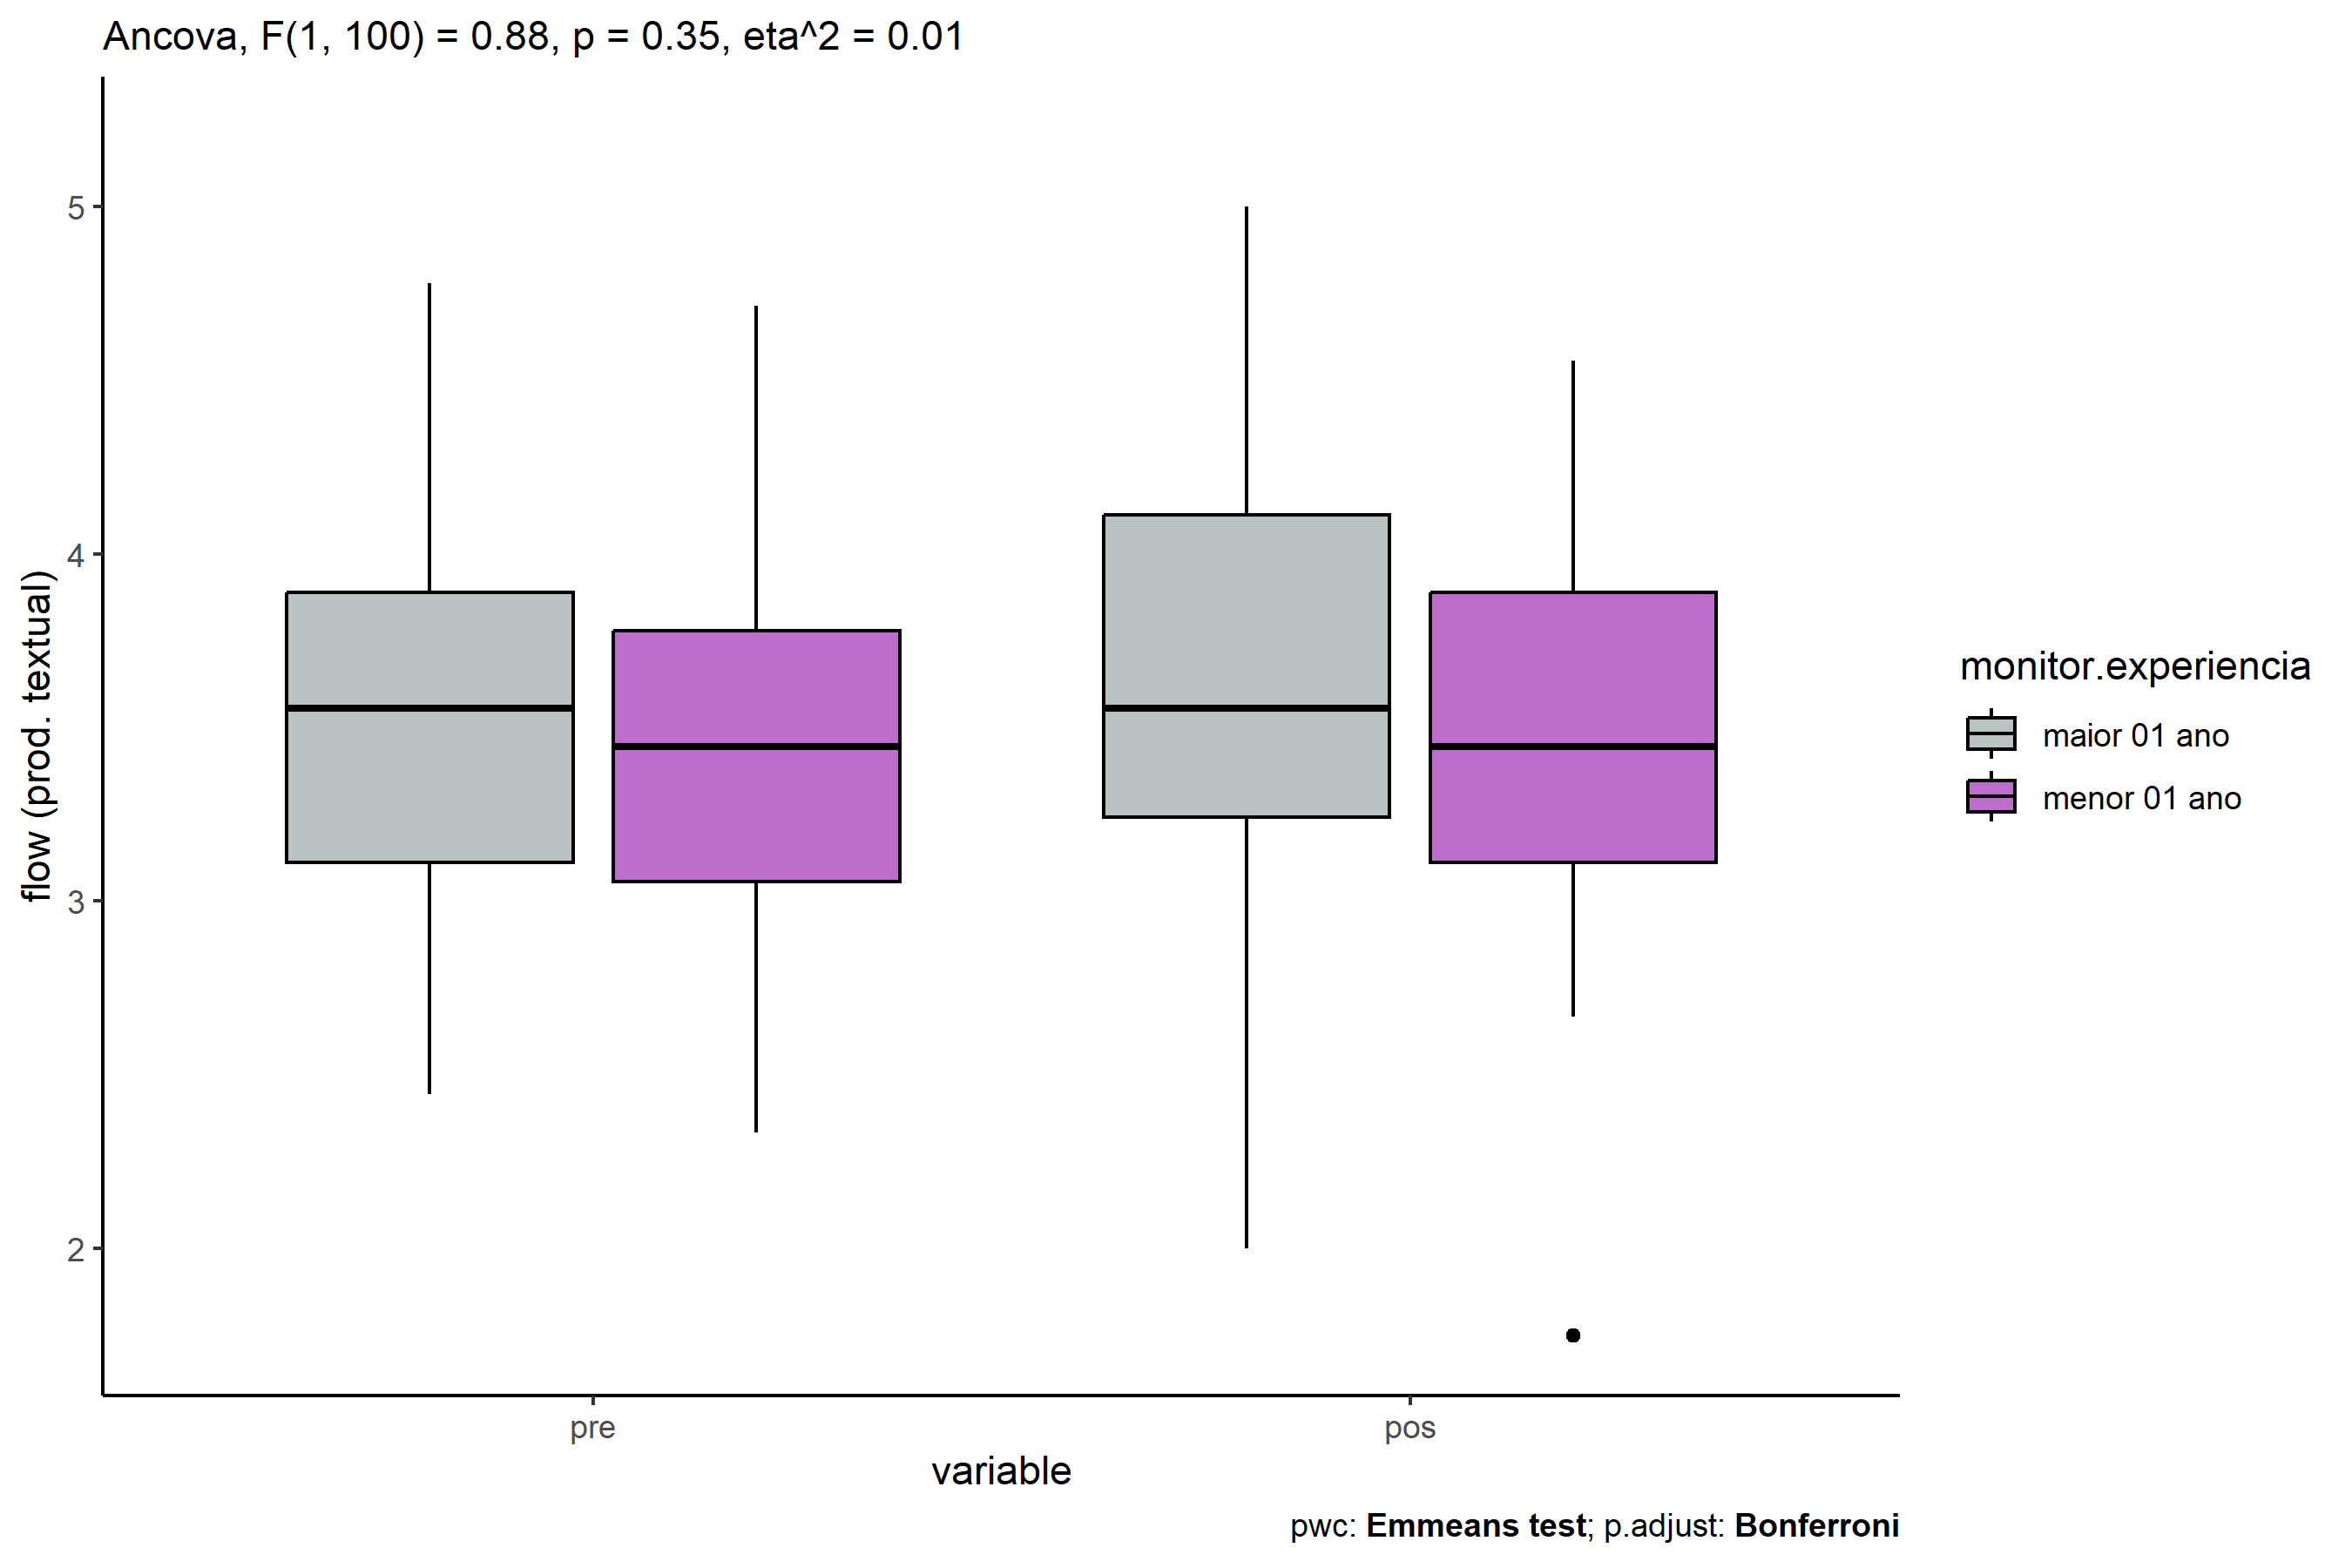 Ancova, F(1, 100) = 0.88, p = 0.35, eta^2 = 0.01
flow (prod. textual)
5
4
3
2
pre
pos
variable
monitor.experiencia
maior 01 ano
menor 01 ano
pwc: Emmeans test; p.adjust: Bonferroni